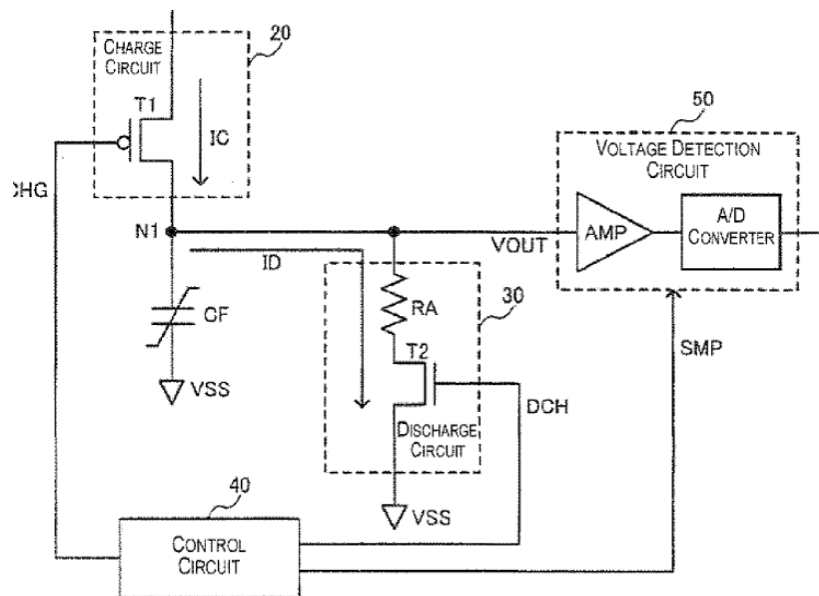 20
CHARGE
CIRCUIT
T1
IC
50
VOLTAGE DETECTION
CIRCUIT
AMP
A/D
CONVERTER
CHG
N1
VOUT
ID
CF
RA
30
T2
SMP
VSS
DCH
DISCHARGE
CIRCUIT
VSS
40
CONTROL
CIRCUIT